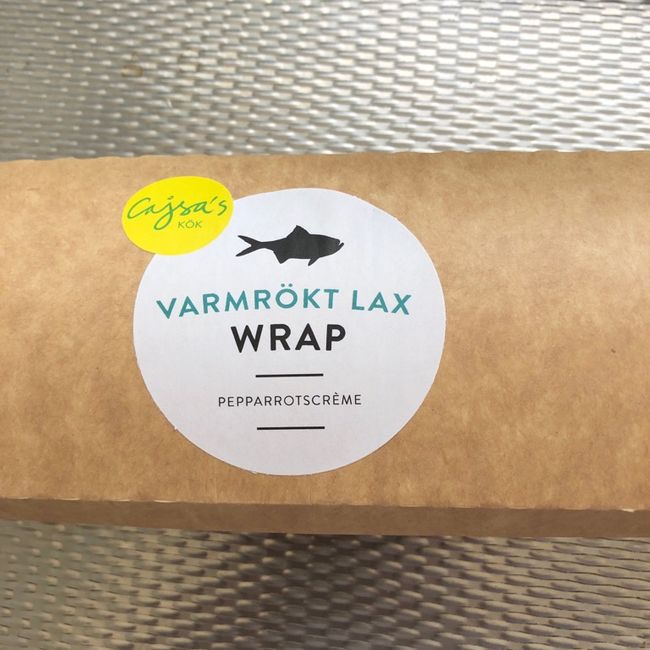 Cajsa's
KÖK
VARMRÖKT LAX
WRAP
PEPPARROTSCRÈME